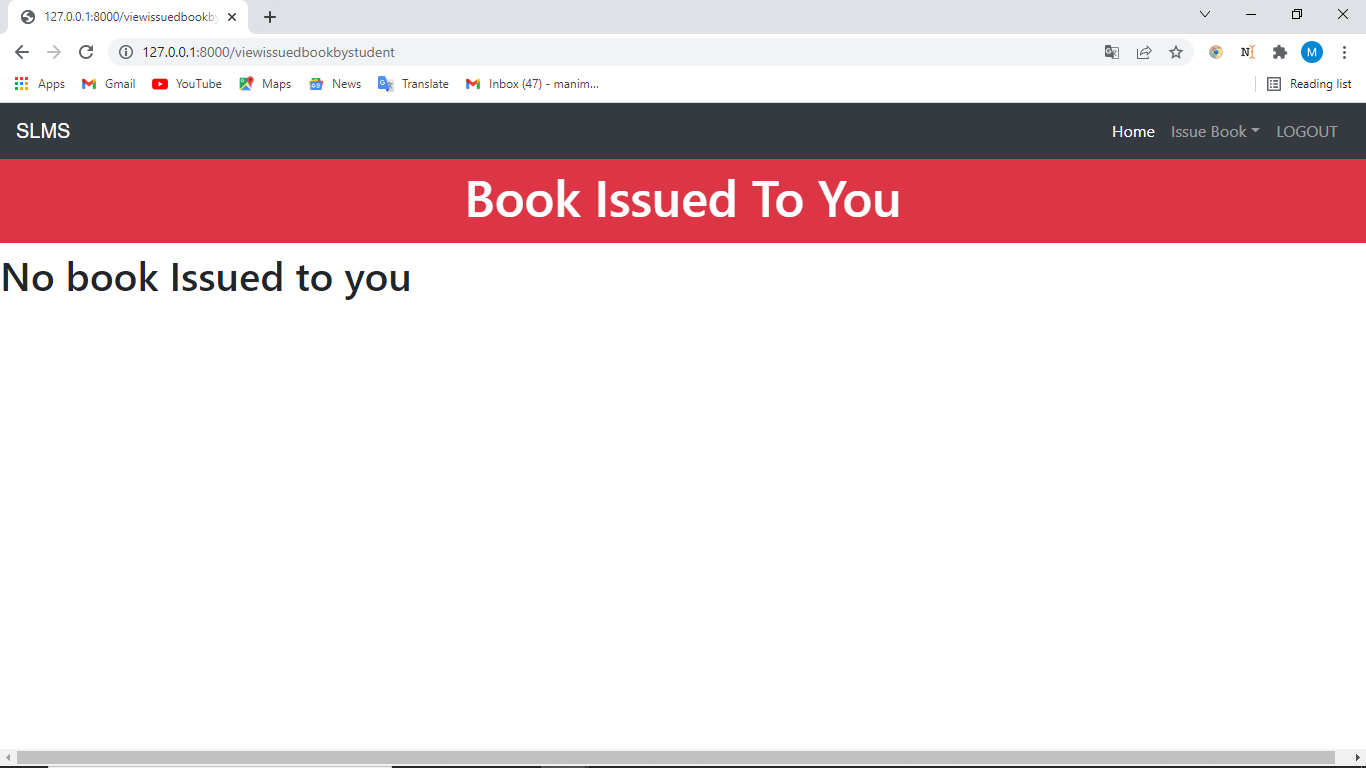 127.0.0.1:8000/viewissuedbookby
127.0.0.1:8000/viewissuedbookbystudent
N
M
Apps Gmail YouTube Maps News Translate Inbox (47) - manim... Reading list
SLMS Home Issue Book LOGOUT
Book Issued To You
No book Issued to you